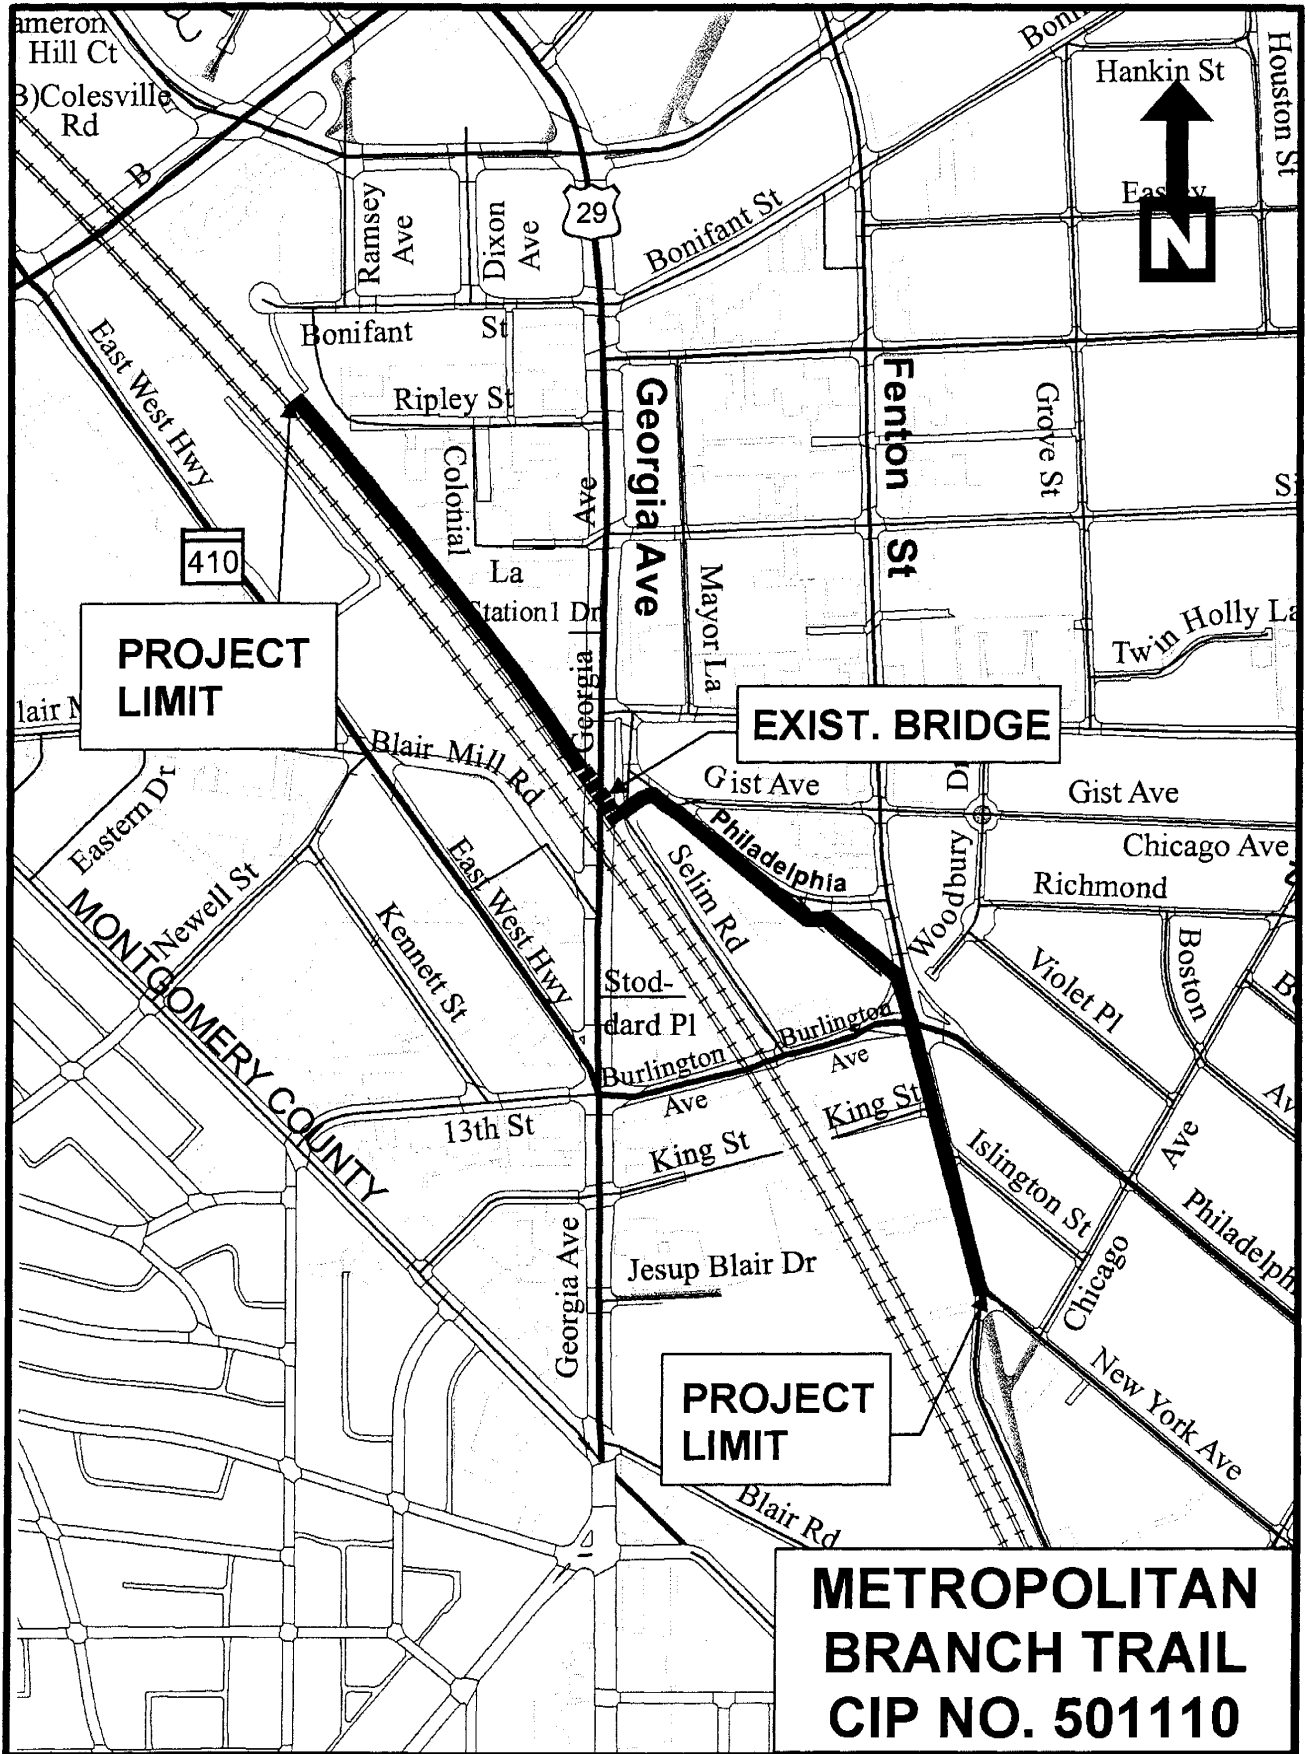 ameron
Hill Ct
B)Colesville
Rd
B
Hankin St
Houston St
N
Ramsey
Ave
Dixon
Ave
29
Bonifant St
Bonifant St
East West Hwy
Ripley St
Georgia Ave
Fenton St
Grove St
Colonial
La
Ave
410
Station1 Dr
Georgia
Mayor La
Twin Holly La
PROJECT
LIMIT
EXIST. BRIDGE
Blair Mill Rd
Eastern Dr
Gist Ave
Dr
Gist Ave
Philadelphia
Chicago Ave
Richmond
Selim Rd
Woodbury
Boston
Violet Pl
Newell St
Kennett St
East West Hwy
MONTGOMERY COUNTY
Stod-
dard Pl
Burlington
Ave
Burlington
Ave
King St
King St
13th St
Islington St
Ave
Chicago
Philadelph
Georgia Ave
Jesup Blair Dr
PROJECT
LIMIT
New York Ave
Blair Rd
METROPOLITAN
BRANCH TRAIL
CIP NO. 501110